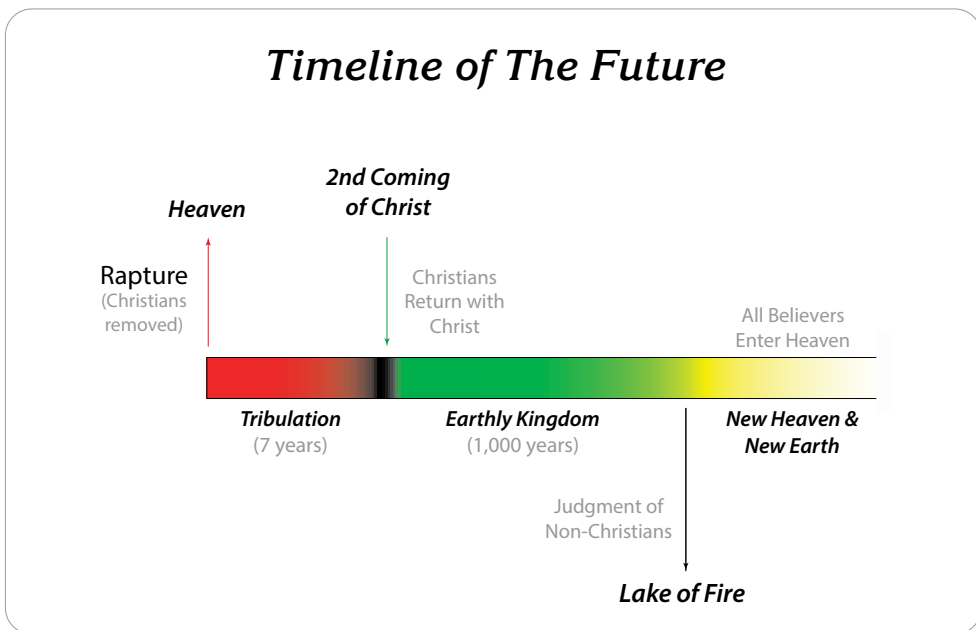 Timeline of The Future
2nd Coming
of Christ
Heaven
Rapture
(Christians
removed)
Christians
Return with
Christ
All Believers
Enter Heaven
Tribulation
(7 years)
Earthly Kingdom
(1,000 years)
New Heaven &
New Earth
Judgment of
Non-Christians
Lake of Fire